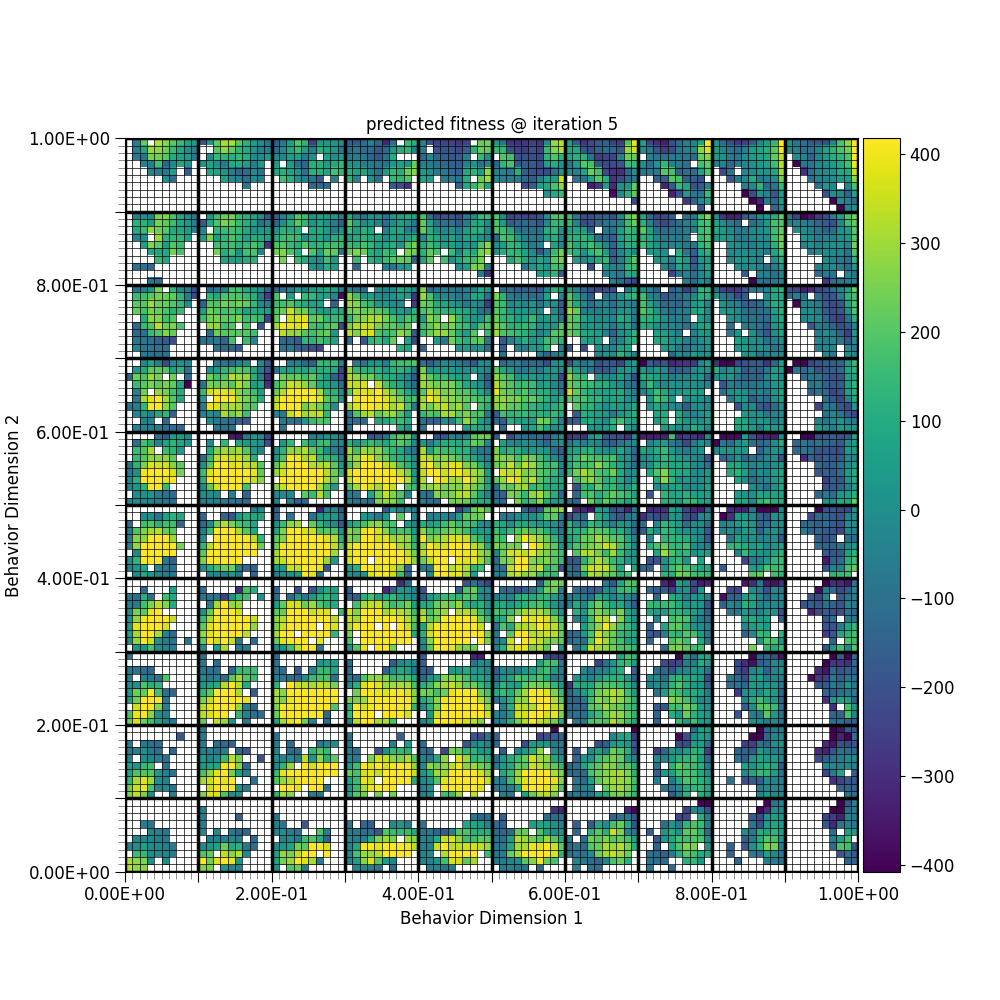 predicted fitness @ iteration 5
1.00E+00
8.00E-01
6.00E-01
4.00E-01
2.00E-01
0.00E+00
Behavior Dimension 2
0.00E+00 2.00E-01 4.00E-01 6.00E-01 8.00E-01 1.00E+00
Behavior Dimension 1
400
300
200
100
0
−100
−200
−300
−400